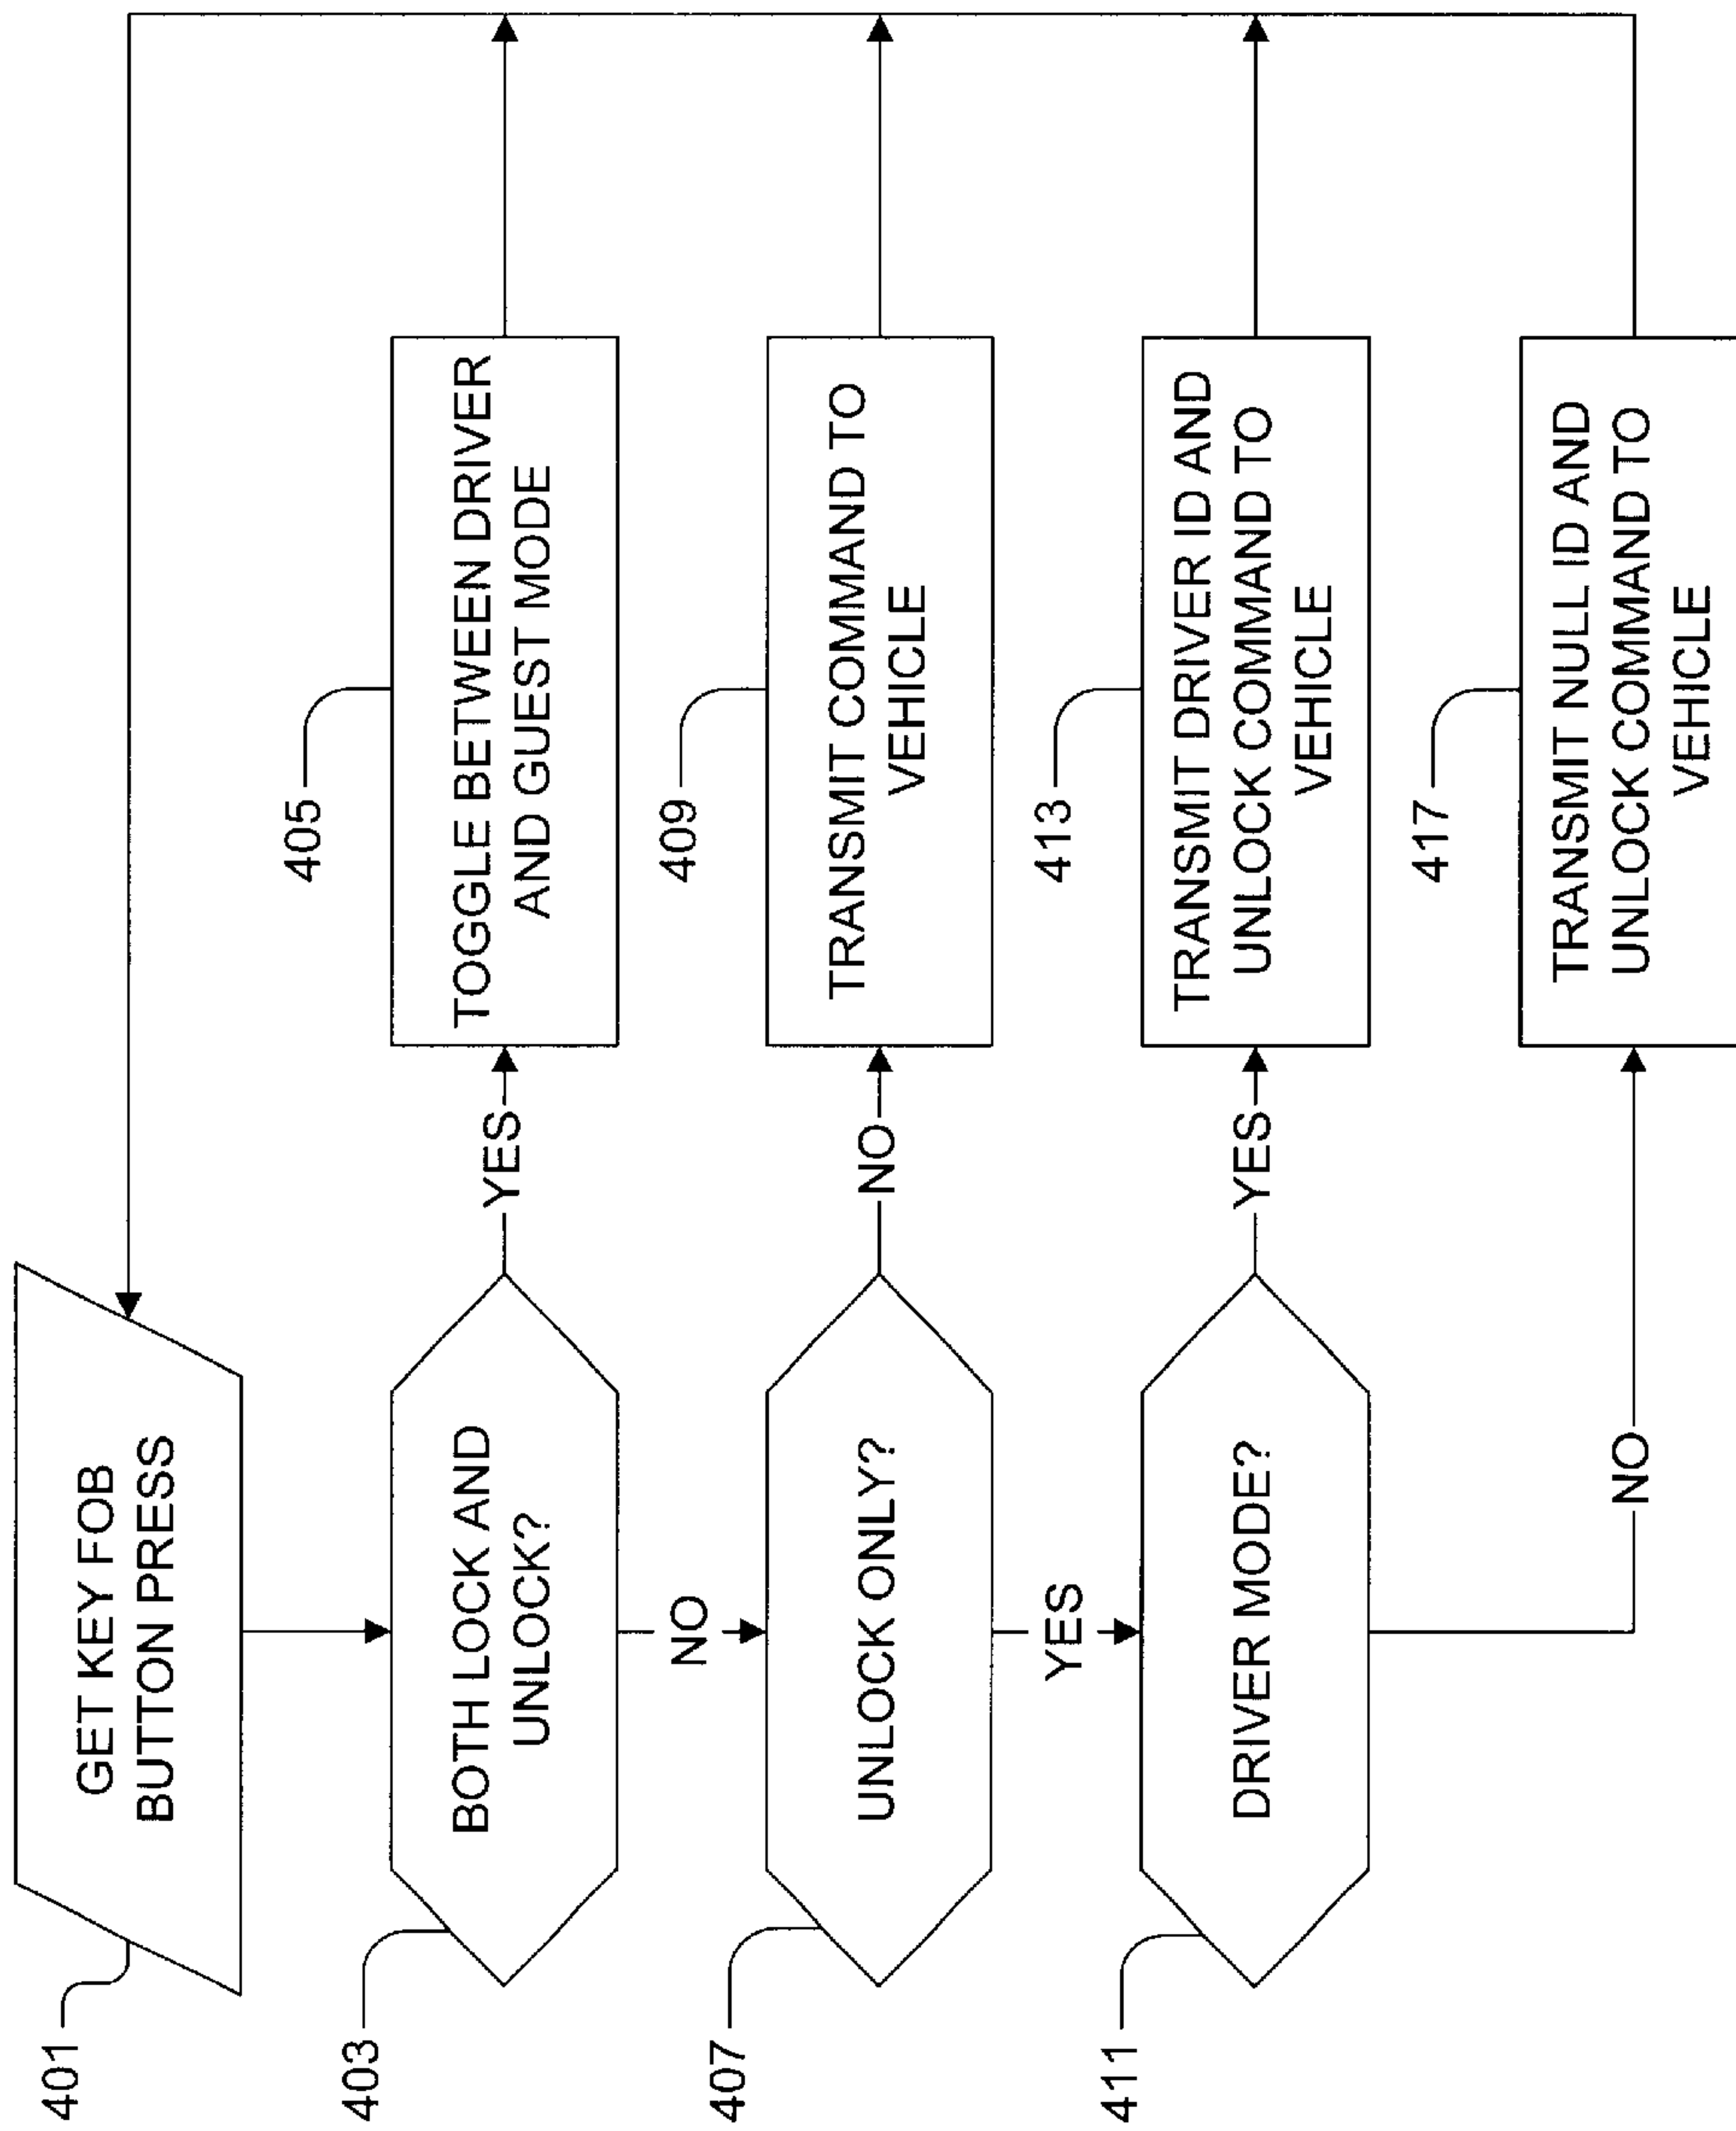 401
GET KEY FOB
BUTTON PRESS
403
BOTH LOCK AND
UNLOCK?
YES
405
TOGGLE BETWEEN DRIVER
AND GUEST MODE
NO
407
UNLOCK ONLY?
NO
409
TRANSMIT COMMAND TO
VEHICLE
YES
411
DRIVER MODE?
YES
413
TRANSMIT DRIVER ID AND
UNLOCK COMMAND TO
VEHICLE
NO
417
TRANSMIT NULL ID AND
UNLOCK COMMAND TO
VEHICLE